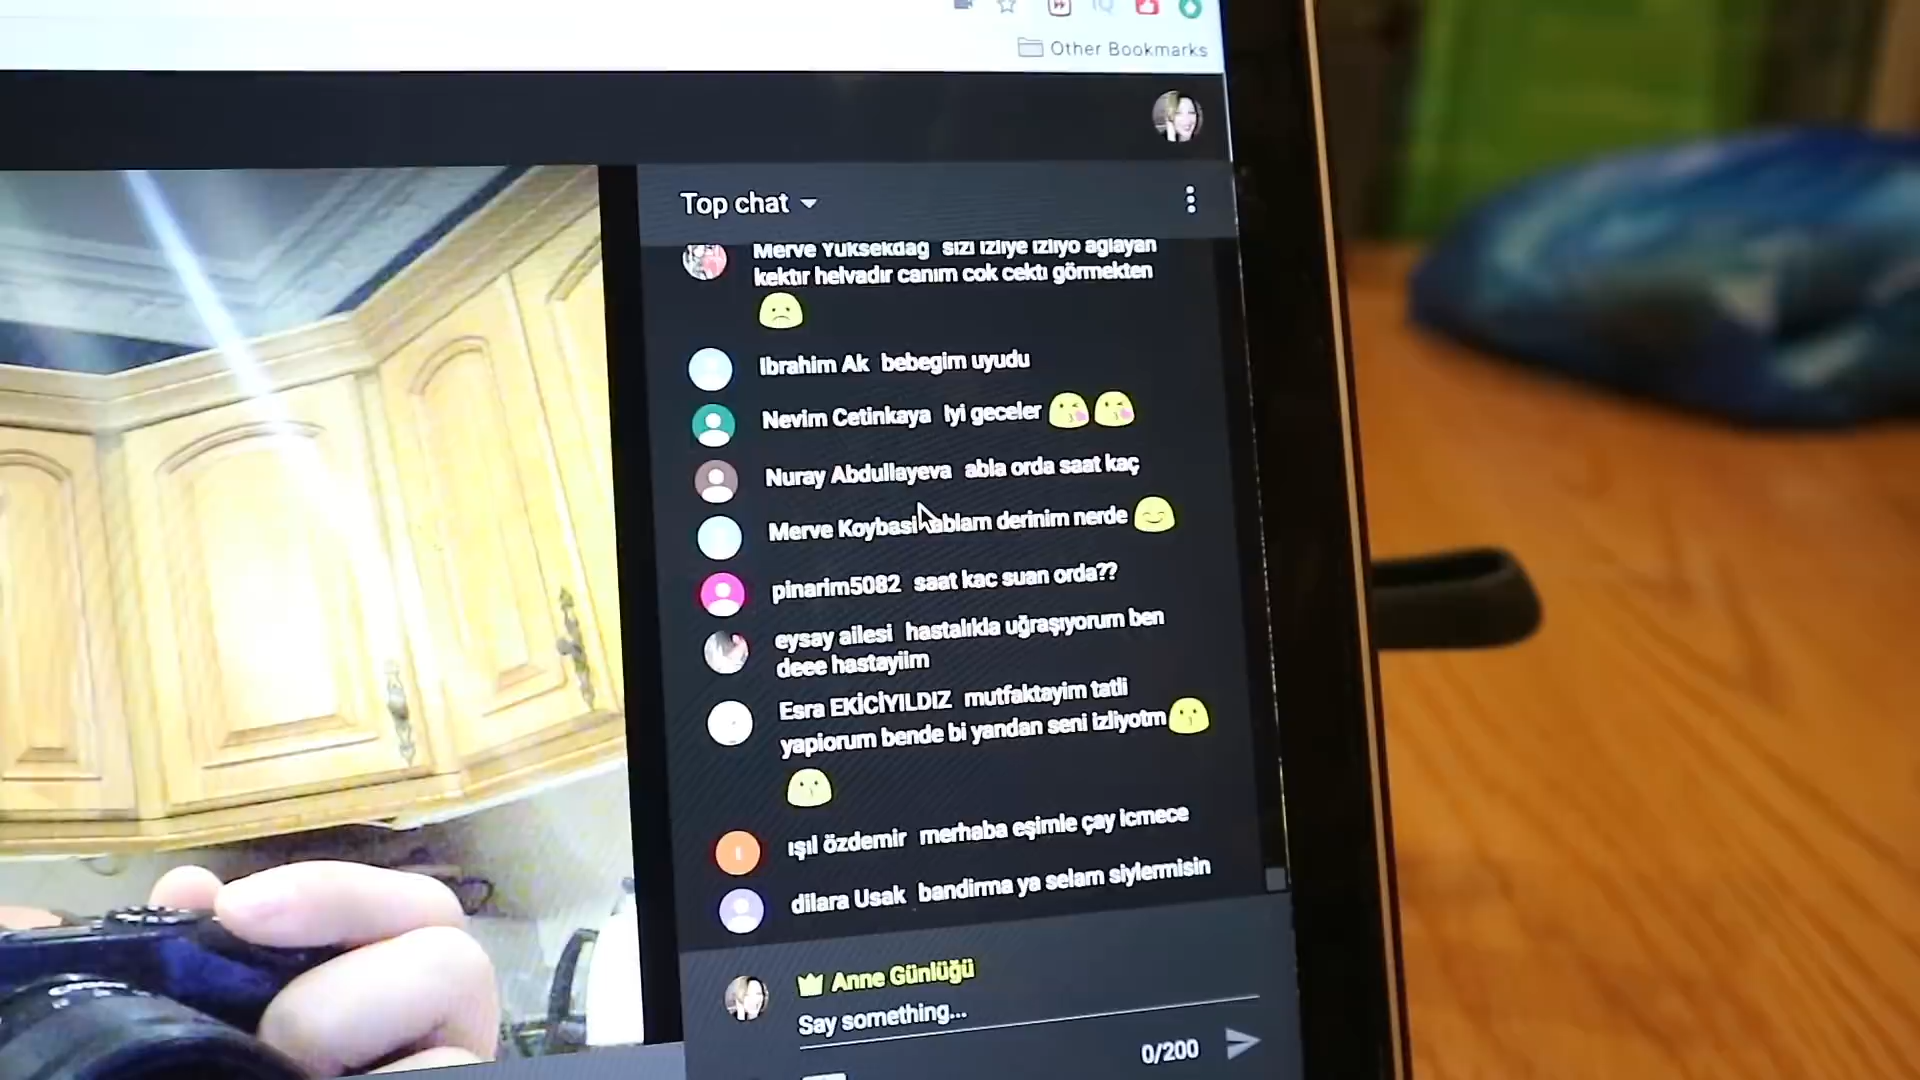 Other Bookmarks
Top chat
Merve Yuksekdag sizi izliye izliyo aglayan
kektır helvadır canım cok cektı görmekten
Ibrahim Ak bebegim uyudu
Nevim Cetinkaya Iyi geceler
Nuray Abdullayeva abla orda saat kaç
Merve Koybasi ablam derinim nerde
pinarim5082 saat kac suan orda??
eysay ailesi hastalıkla uğraşıyorum ben
deee hastayiim
Esra EKİCİYILDIZ mutfaktayim tatli
yapiorum bende bi yandan seni izliyotm
ışıl özdemir merhaba eşimle çay icmece
dilara Usak bandirma ya selam siylermisin
Anne Günlüğü
Say something...
0/200